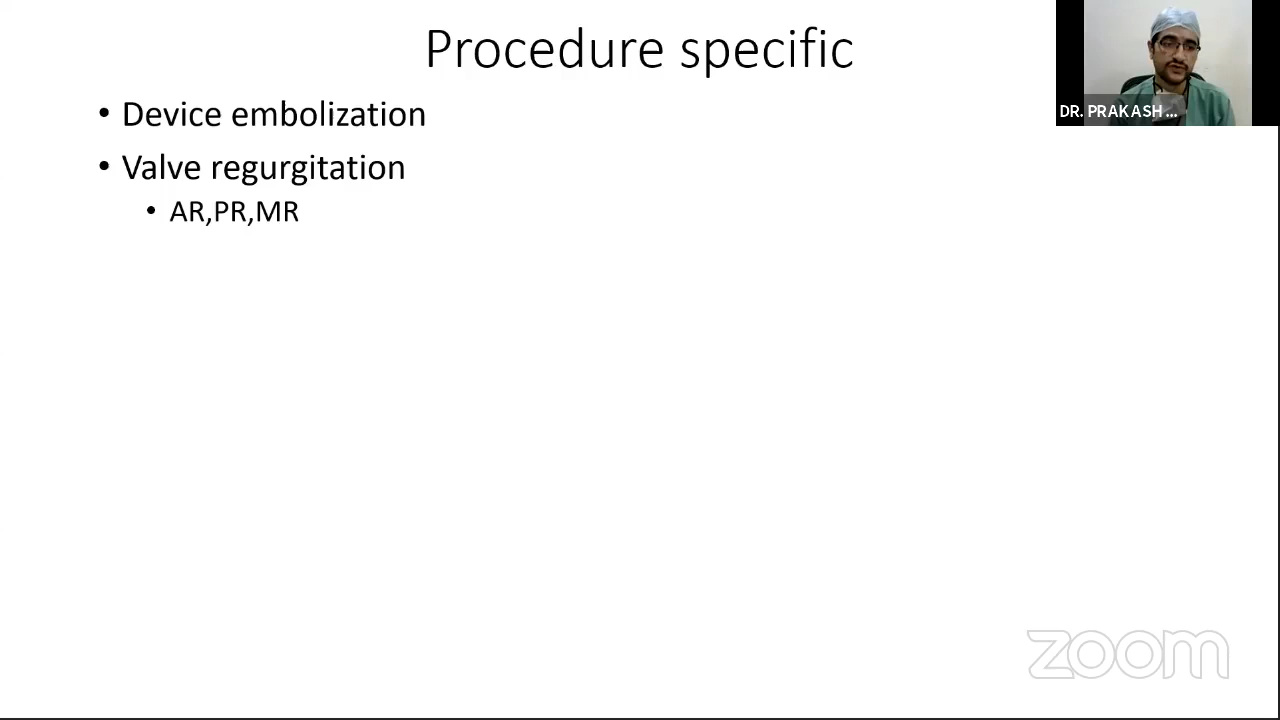 Procedure specific
DR. PRAKASH ...
• Device embolization
• Valve regurgitation
• AR,PR,MR
zoom